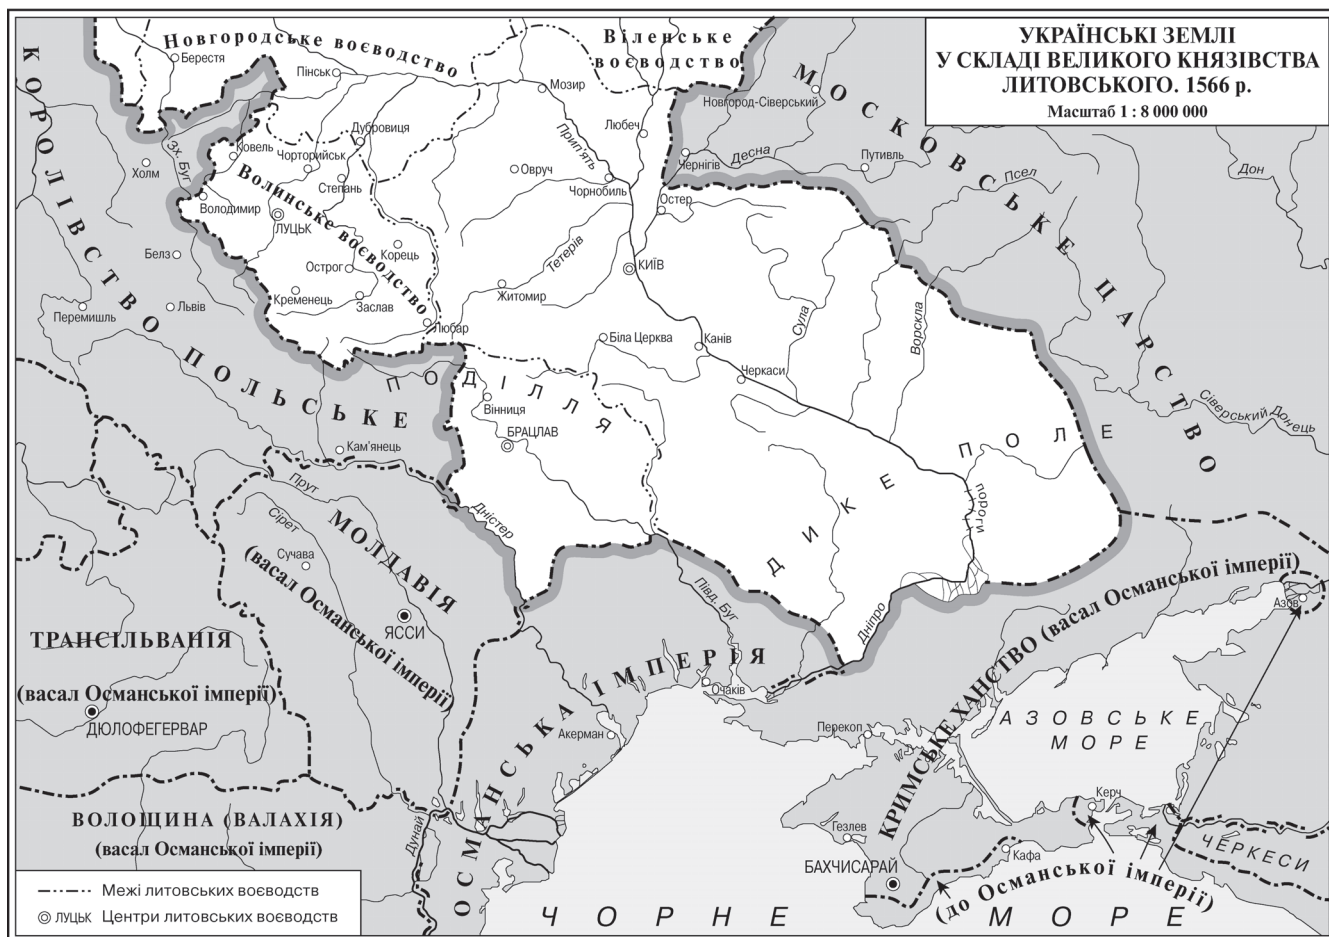 УКРАЇНСЬКІ ЗЕМЛІ
У СКЛАДІ ВЕЛИКОГО КНЯЗІВСТВА
ЛИТОВСЬКОГО. 1566 р.
Масштаб 1 : 8 000 000
Новгородське воєводство
Віленське
воєводство
КОРОЛІВСТВО ПОЛЬСЬКЕ
МОСКОВСЬКЕ ЦАРСТВО
Берестя
Пінськ
Мозир
Новгород-Сіверський
Любеч
Дубровиця
Прип'ять
Зх. Буг
Ковель
Чорторийськ
Чернігів
Десна
Путивль
Холм
Волинське воєводство
Степань
Овруч
Чорнобиль
Псел
Дон
Володимир
ЛУЦЬК
Остер
Белз
Корець
Острог
Тетерів
КИЇВ
Кременець
Заслав
Житомир
Перемишль
Львів
Любар
Сула
Ворскла
Біла Церква
Канів
Черкаси
ПОДІЛЛЯ
Вінниця
БРАЦЛАВ
Кам'янець
Сіверський Донець
ДИКЕ ПОЛЕ
пороги
Прут
Сірет
Дністер
МОЛДАВІЯ
(васал Османської імперії)
Сучава
ЯССИ
Півд. Буг
Дніпро
ТРАНСІЛЬВАНІЯ
(васал Османської імперії)
ДЮЛОФЕГЕРВАР
ОСМАНСЬКА ІМПЕРІЯ
Очаків
Акерман
Перекоп
КРИМСЬКЕ ХАНСТВО (васал Османської імперії)
Азов
АЗОВСЬКЕ
МОРЕ
ВОЛОЩИНА (ВАЛАХІЯ)
(васал Османської імперії)
Дунай
Керч
Гезлев
Кафа
БАХЧИСАРАЙ
ЧЕРКЕСИ
(до Османської імперії)
ЧОРНЕ МОРЕ
Межі литовських воєводств
ЛУЦЬК Центри литовських воєводств